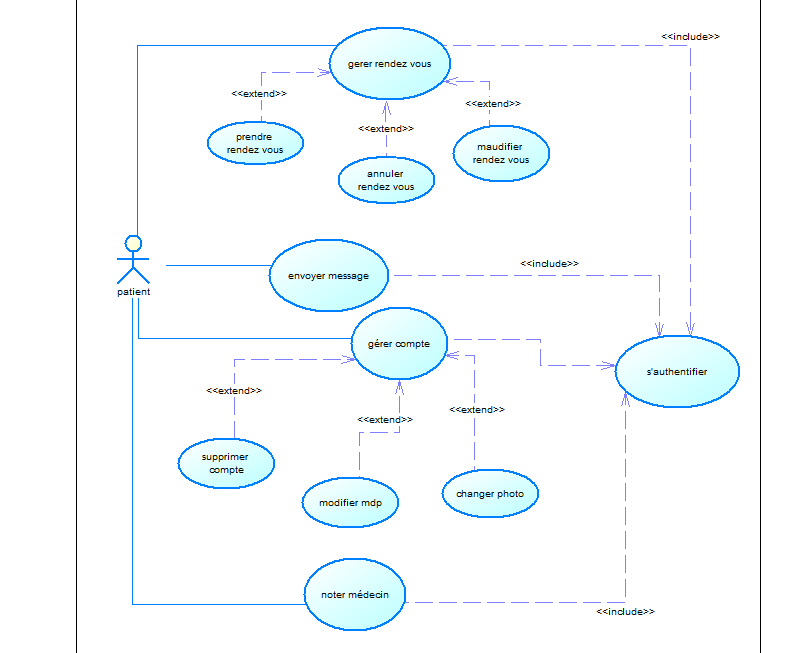 <<include>>
gerer rendez vous
<<extend>>
<<extend>>
<<extend>>
prendre
rendez vous
maudifier
rendez vous
annuler
rendez vous
<<include>>
envoyer message
patient
gérer compte
s'authentifier
<<extend>>
<<extend>>
<<extend>>
supprimer
compte
modifier mdp
changer photo
noter médecin
<<include>>